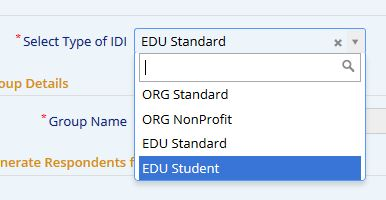 * Select Type of IDI EDU Standard
ORG Standard
oup Details
ORG NonProfit
* Group Name
EDU Standard
nerate Respondents f
EDU Student